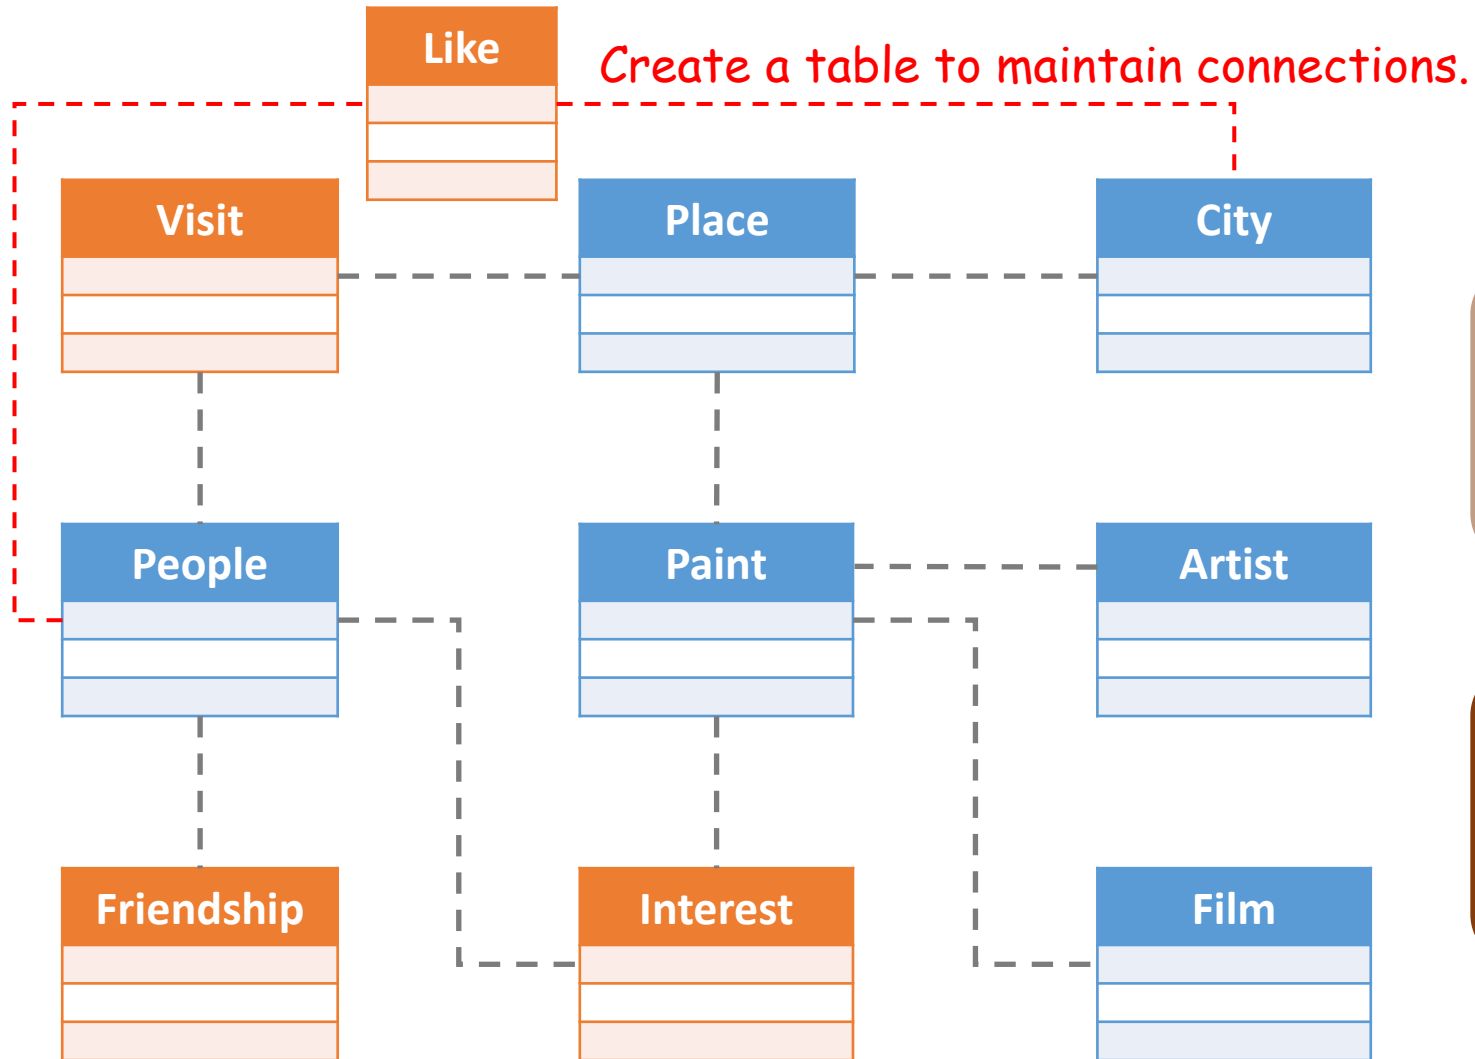 Like
Create a table to maintain connections.
Visit
Place
City
People
Paint
Artist
Friendship
Interest
Film